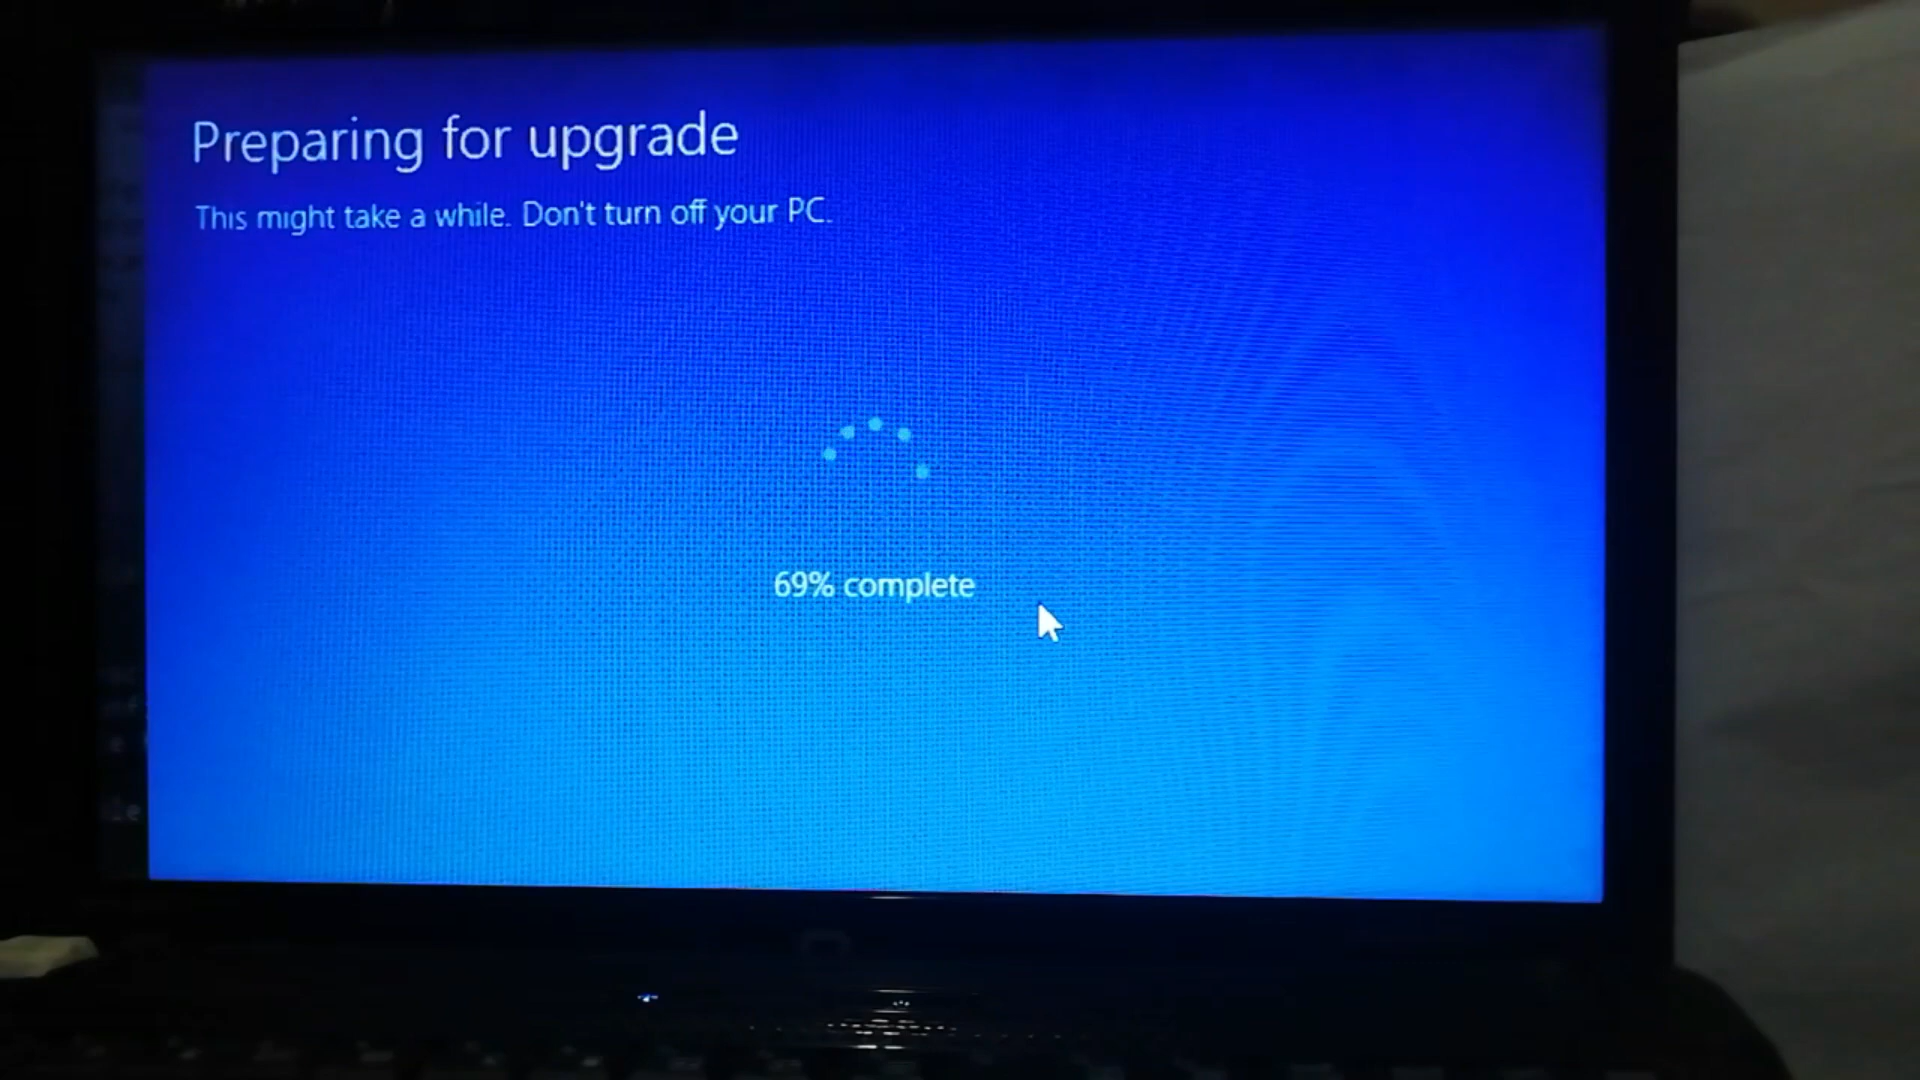 Preparing for upgrade
This might take a while. Don't turn off your PC.
69% complete